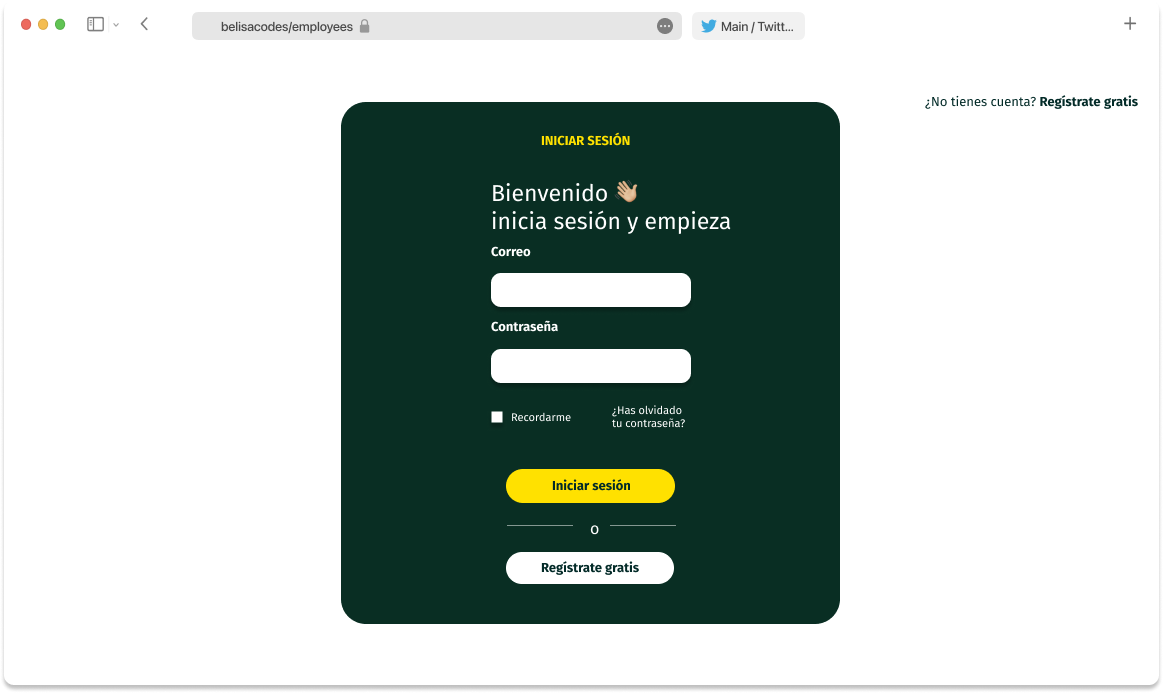 belisacodes/employees
Main / Twitt...
¿No tienes cuenta? Regístrate gratis
INICIAR SESIÓN
Bienvenido 👋🏼
inicia sesión y empieza
Correo
Contraseña
Recordarme
¿Has olvidado
tu contraseña?
Iniciar sesión
O
Regístrate gratis